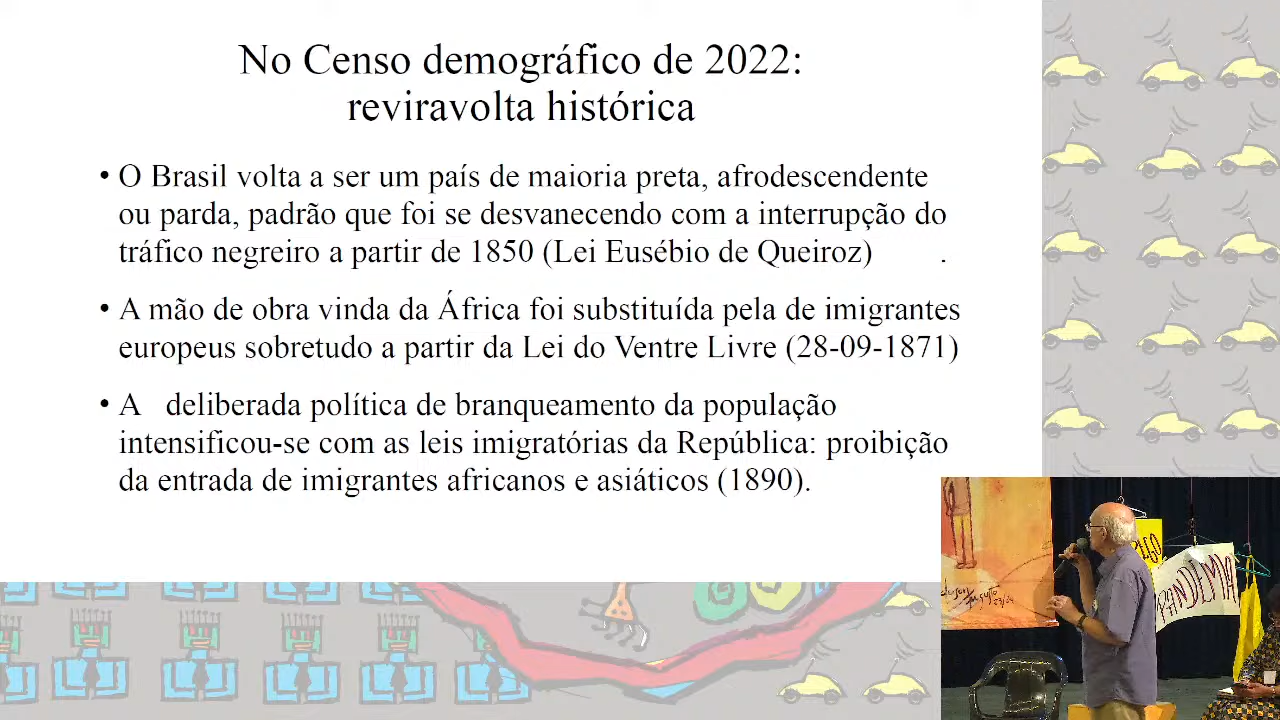 No Censo demográfico de 2022:
reviravolta histórica
• O Brasil volta a ser um país de maioria preta, afrodescendente
ou parda, padrão que foi se desvanecendo com a interrupção do
tráfico negreiro a partir de 1850 (Lei Eusébio de Queiroz) .
• A mão de obra vinda da África foi substituída pela de imigrantes
europeus sobretudo a partir da Lei do Ventre Livre (28-09-1871)
• A deliberada política de branqueamento da população
intensificou-se com as leis imigratórias da República: proibição
da entrada de imigrantes africanos e asiáticos (1890).
PANDEMIA